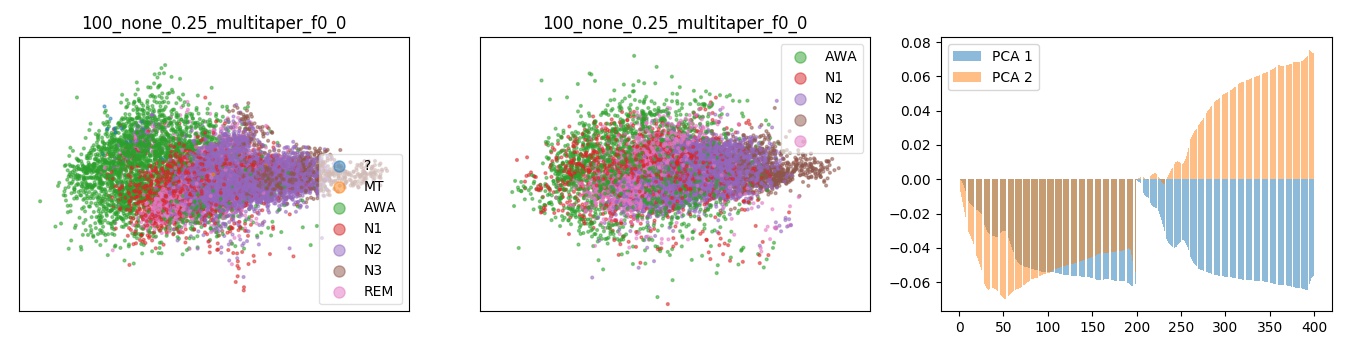 100_none_0.25_multitaper_f0_0
?
MT
AWA
N1
N2
N3
REM
100_none_0.25_multitaper_f0_0
AWA
N1
N2
N3
REM
PCA 1
PCA 2
0.08
0.06
0.04
0.02
0.00
−0.02
−0.04
−0.06
0 50 100 150 200 250 300 350 400